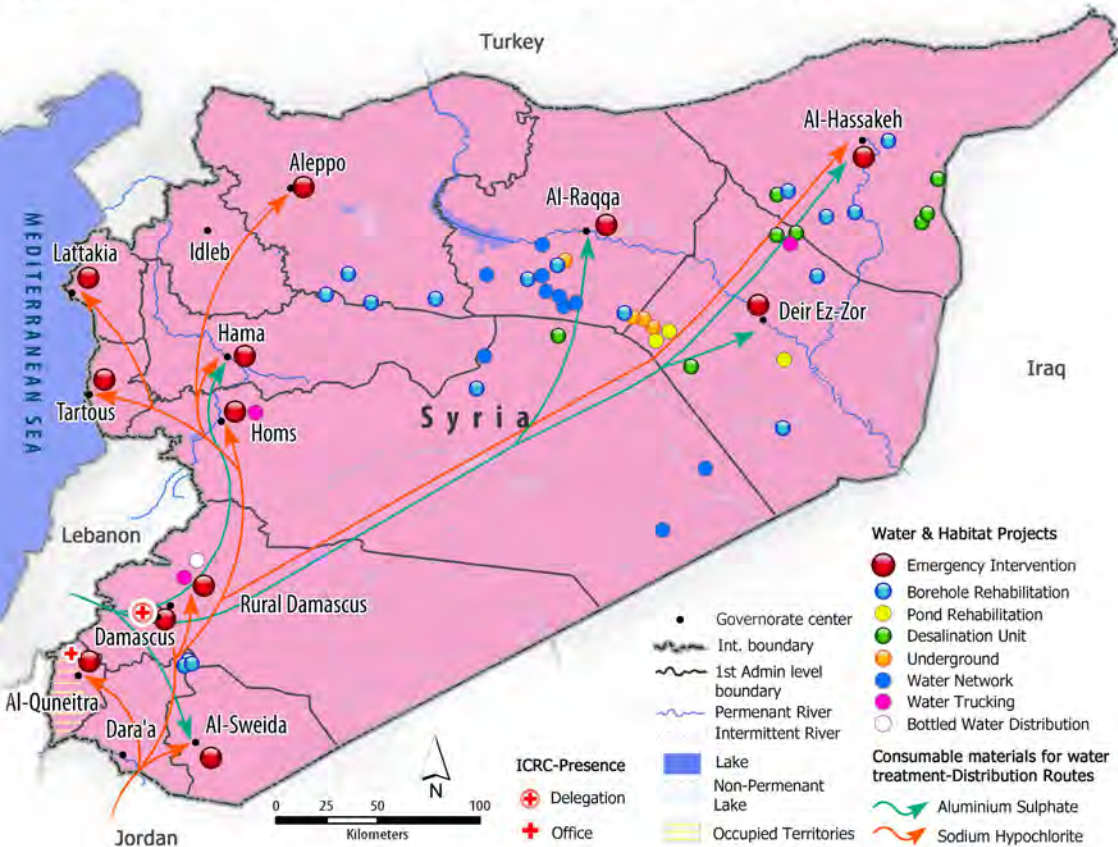 Turkey
Al-Hassakeh
Aleppo
Al-Raqqa
MEDITERRANEAN SEA
Idleb
Lattakia
Deir Ez-Zor
Hama
Iraq
Tartous
Syria
Homs
Lebanon
Rural Damascus
Damascus
Al-Quneitra
Dara'a
Al-Sweida
Jordan
N
0 25 50 100
Kilometers
ICRC-Presence
Delegation
Office
Governorate center
Int. boundary
1st Admin level
boundary
Permenant River
Intermittent River
Lake
Non-Permenant
Lake
Occupied Territories
Water & Habitat Projects
Emergency Intervention
Borehole Rehabilitation
Pond Rehabilitation
Desalination Unit
Underground
Water Network
Water Trucking
Bottled Water Distribution
Consumable materials for water
treatment-Distribution Routes
Aluminium Sulphate
Sodium Hypochlorite